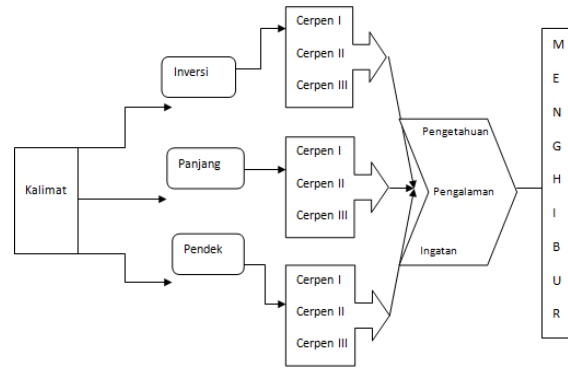 Kalimat
Inversi
Panjang
Pendek
Cerpen I
Cerpen II
Cerpen III
Cerpen I
Cerpen II
Cerpen III
Cerpen I
Cerpen II
Cerpen III
Pengetahuan
Pengalaman
Ingatan
M
E
N
G
H
I
B
U
R